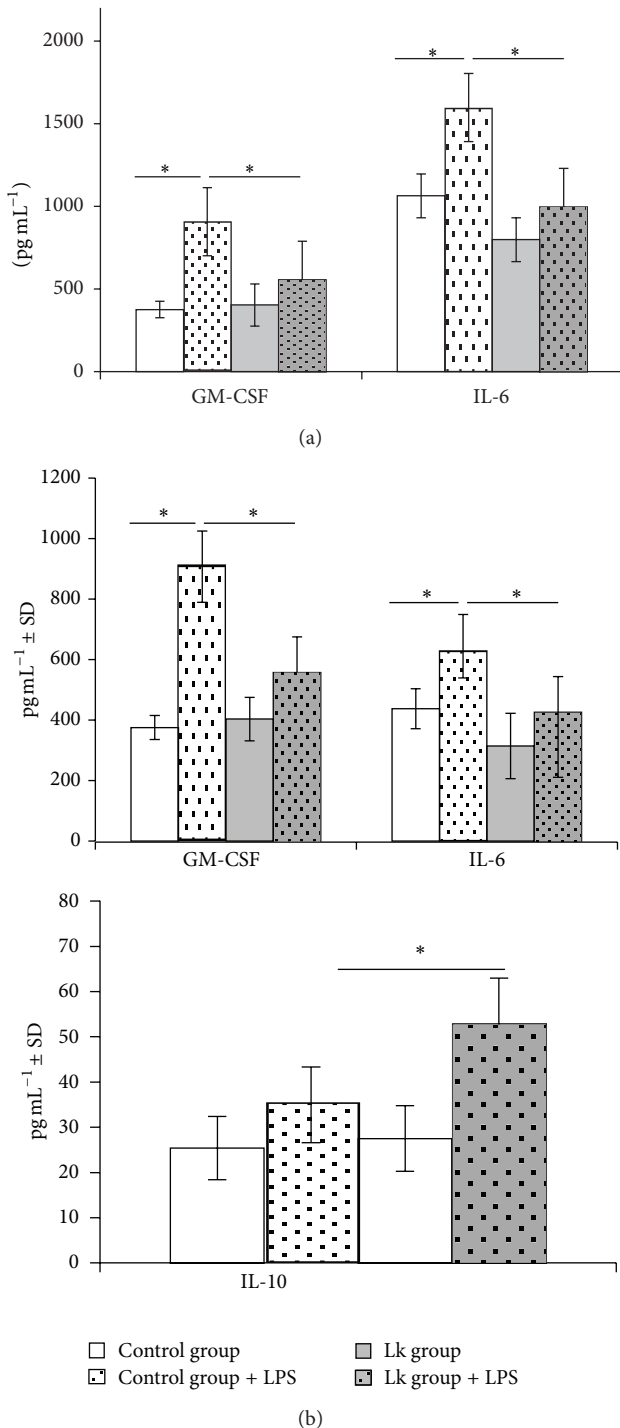 2000
* *
1500
* *
1000
(pg mL⁻¹)
500
0
GM-CSF IL-6
(a)
1200
* *
1000
800
* *
600
pg mL⁻¹ ± SD
400
200
0
GM-CSF IL-6
80
70
*
60
50
pg mL⁻¹ ± SD
40
30
20
10
0
IL-10
Control group Lk group
Control group + LPS Lk group + LPS
(b)